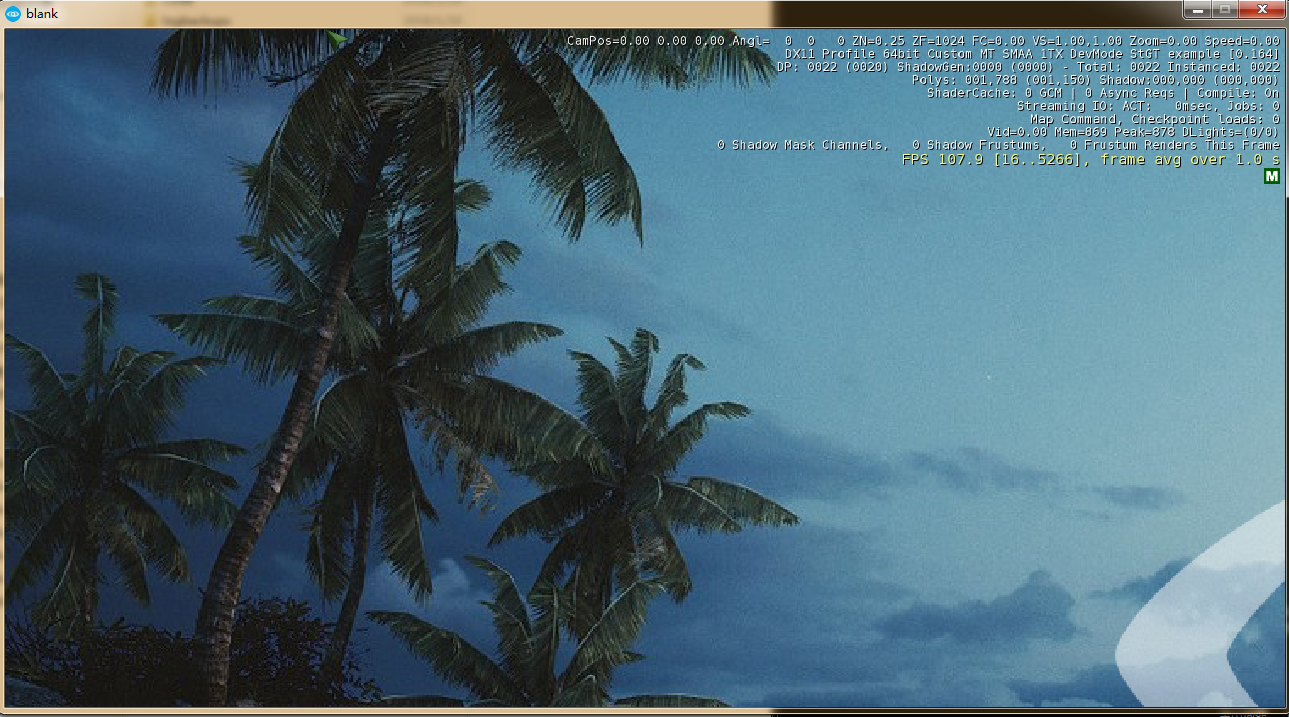 blank
CamPos=0.00 0.00 0.00 Angl=  0  0   0 ZN=0.25 ZF=1024 FC=0.00 VS=1.00,1.00 Zoom=0.00 Speed=0.00
DX11 Profile 64bit Custom MT SMAA 1TX DevMode StGT example [0.164]
DP: 0022 (0020) ShadowGen:0000 (0000) - Total: 0022 Instanced: 0022
Polys: 001,788 (001,150) Shadow:000,000 (000,000)
ShaderCache: 0 GCM | 0 Async Reqs | Compile: On
Streaming IO: ACT:   0msec, Jobs: 0
Map Command, Checkpoint loads: 0
Vid=0.00 Mem=869 Peak=878 DLights=(0/0)
0 Shadow Mask Channels,   0 Shadow Frustums,   0 Frustum Renders This Frame
FPS 107.9 [16..5266], frame avg over 1.0 s
M